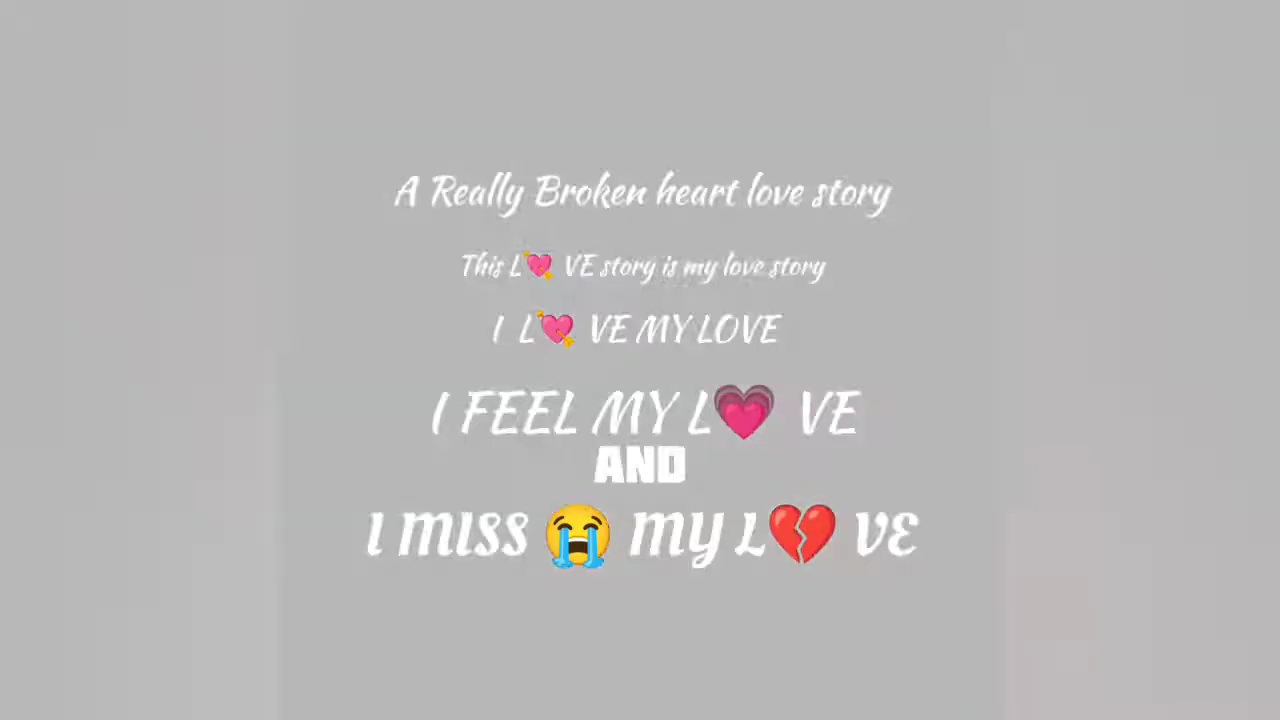 A Really Broken heart love story
This L💘 VE story is my love story
I L💘 VE MY LOVE
I FEEL MY L💗 VE
AND
I MISS 😭 MY L💔 VE